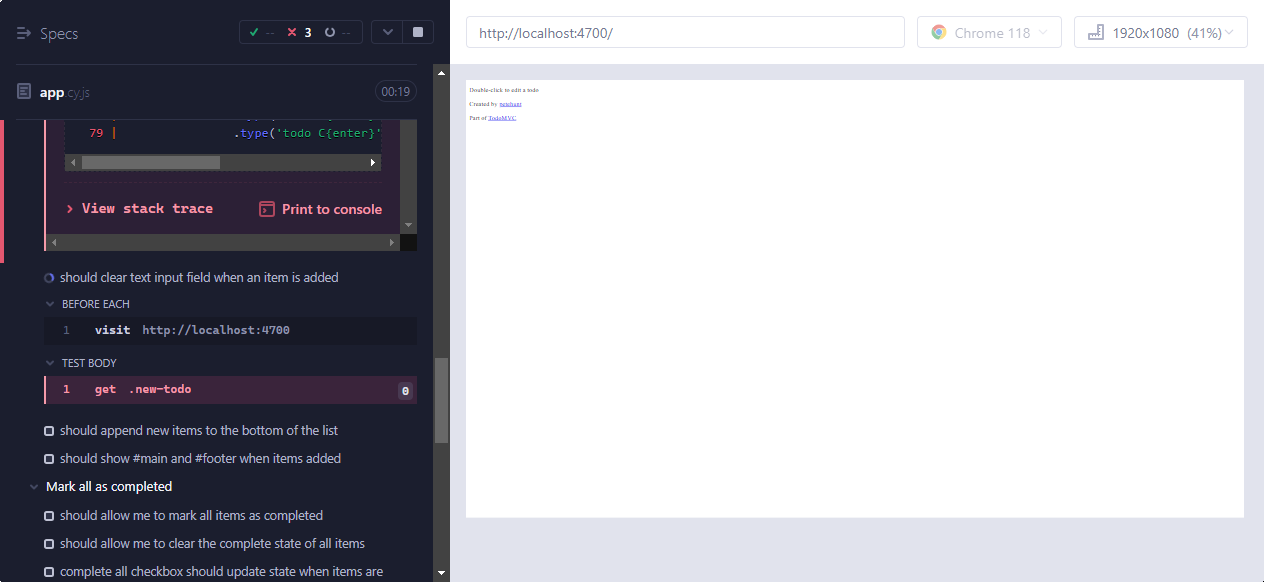 Specs
-- 3 --
app.cy.js
00:19
79 | .type('todo C{enter}'
View stack trace
Print to console
should clear text input field when an item is added
BEFORE EACH
1 visit http://localhost:4700
TEST BODY
1 get .new-todo 0
should append new items to the bottom of the list
should show #main and #footer when items added
Mark all as completed
should allow me to mark all items as completed
should allow me to clear the complete state of all items
complete all checkbox should update state when items are
http://localhost:4700/
Chrome 118
1920x1080 (41%)
Double-click to edit a todo
Created by petehunt
Part of TodoMVC